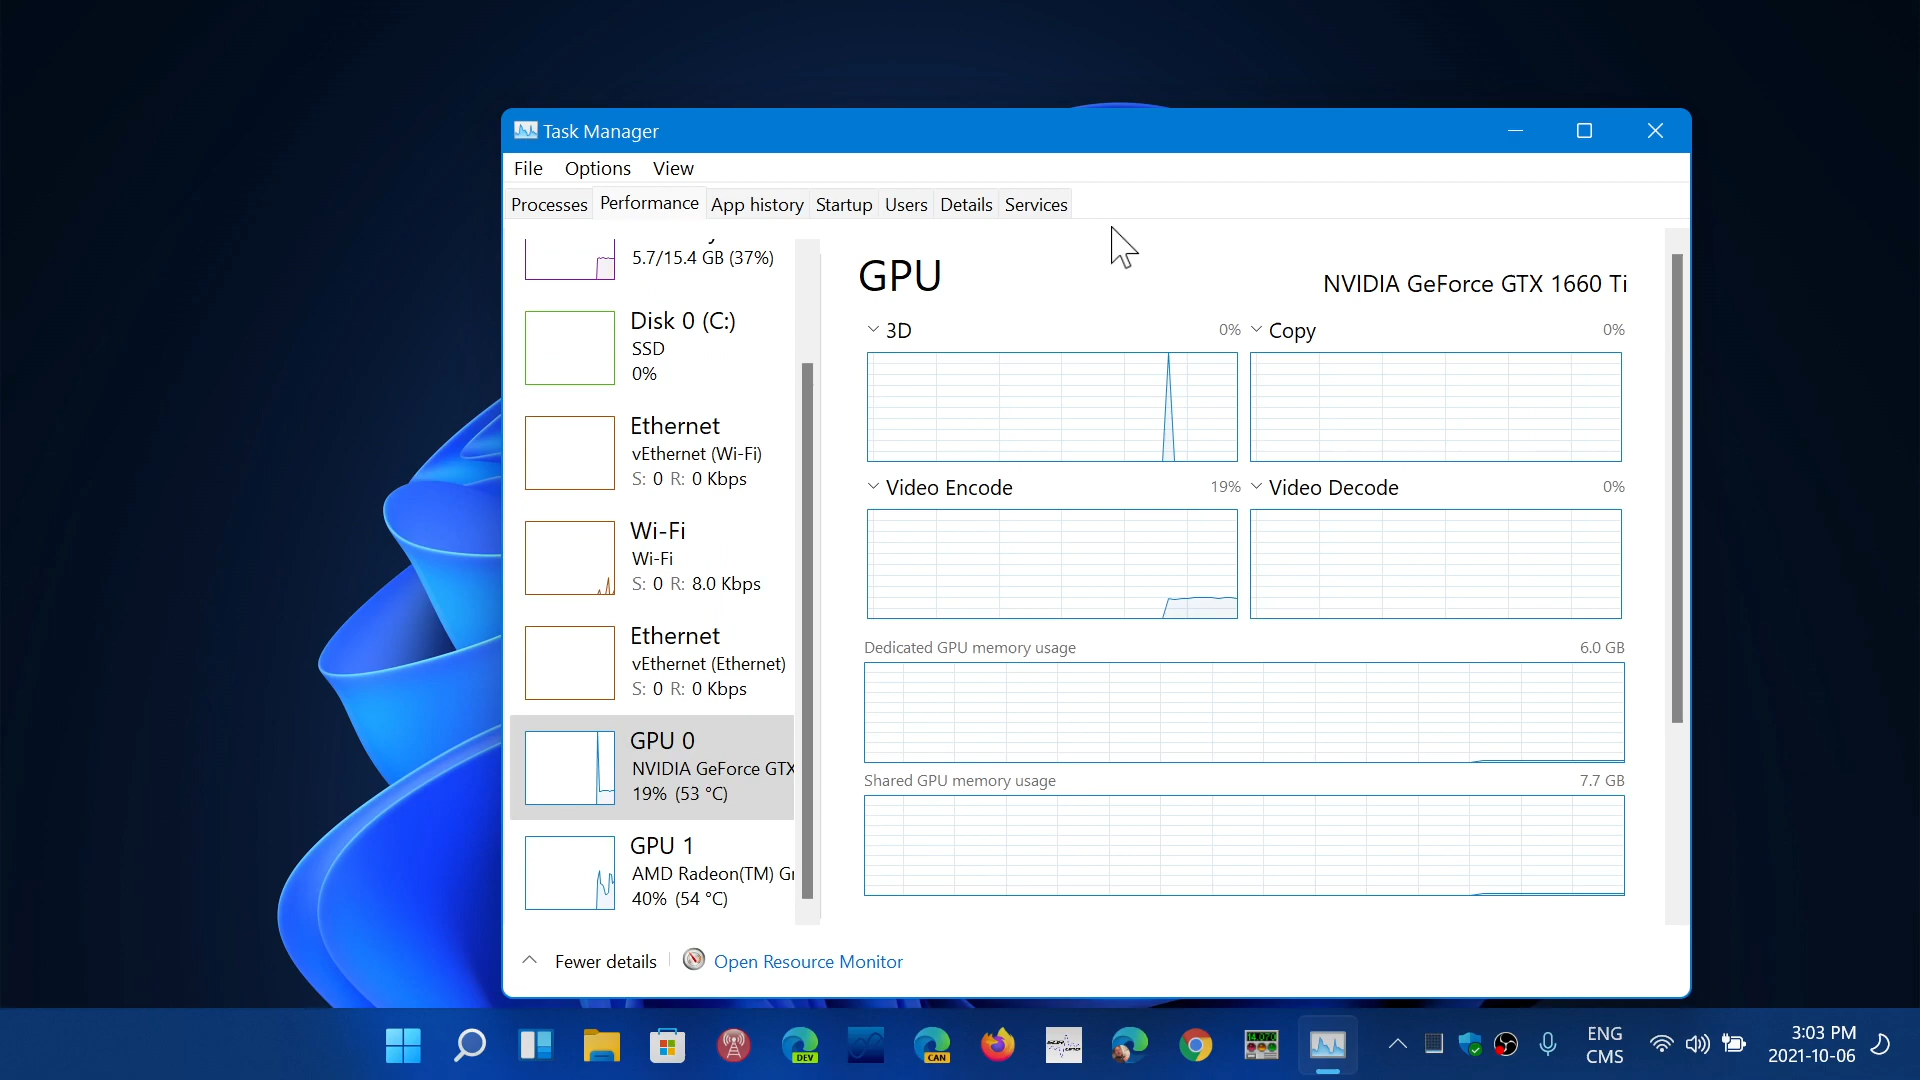 Task Manager
File Options View
Processes Performance App history Startup Users Details Services
5.7/15.4 GB (37%)
Disk 0 (C:)
SSD
0%
Ethernet
vEthernet (Wi-Fi)
S: 0 R: 0 Kbps
Wi-Fi
Wi-Fi
S: 0 R: 8.0 Kbps
Ethernet
vEthernet (Ethernet)
S: 0 R: 0 Kbps
GPU 0
NVIDIA GeForce GTX
19% (53 °C)
GPU 1
AMD Radeon(TM)
40% (54 °C)
GPU
NVIDIA GeForce GTX 1660 Ti
3D 0%
Copy 0%
Video Encode 19%
Video Decode 0%
Dedicated GPU memory usage 6.0 GB
Shared GPU memory usage 7.7 GB
Fewer details
Open Resource Monitor
DEV
CAN
14.070
ENG
CMS
3:03 PM
2021-10-06